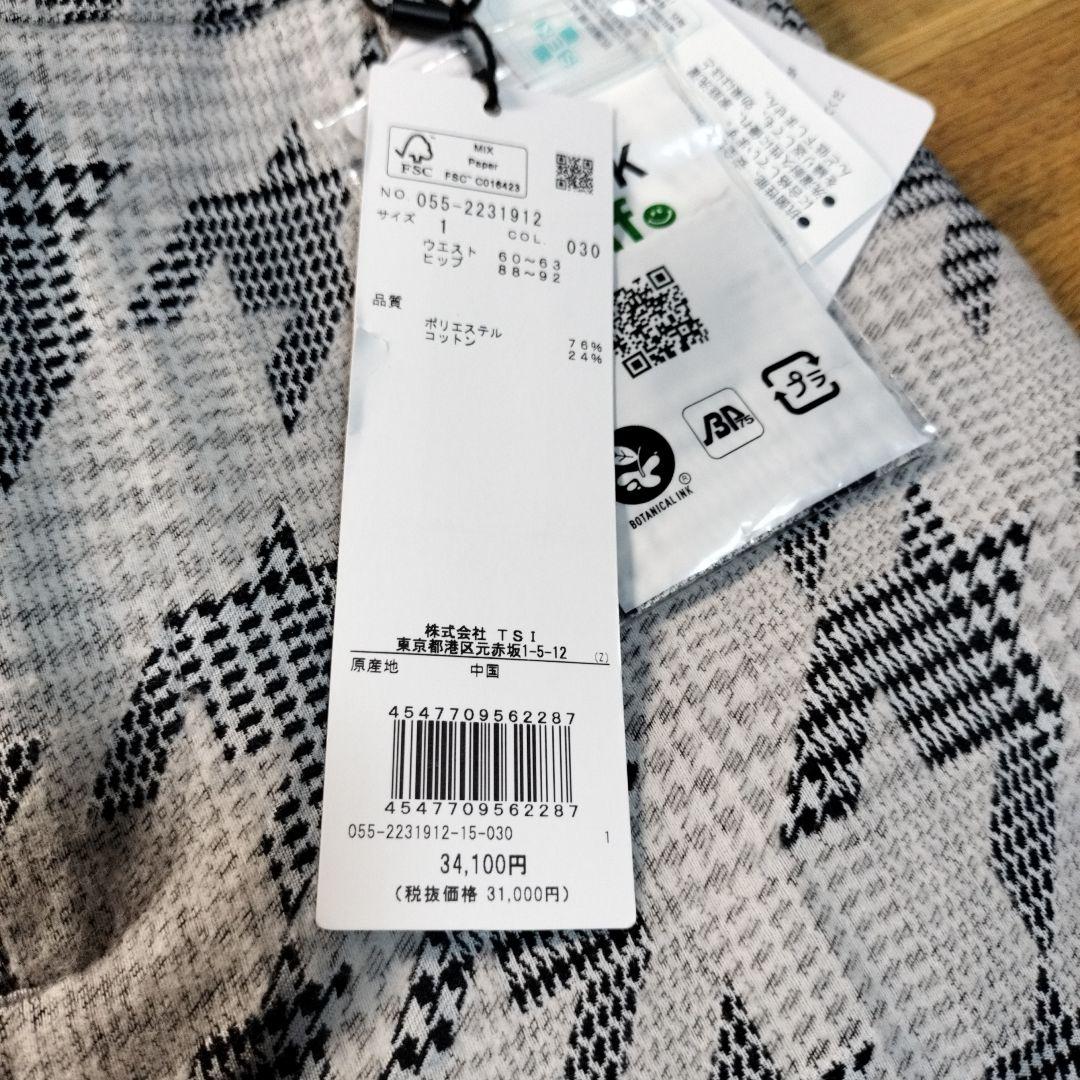 FSC
MIX
Paper
FSC™ C016423
NO. 055-2231912
サイズ 1 COL. 030
ウエスト 60〜63
ヒップ 88〜92
品質
ポリエステル 76%
コットン 24%
株式会社 TSI
東京都港区元赤坂1-5-12 (Z)
原産地 中国
4547709562287
4547709562287
055-2231912-15-030 1
34,100円
(税抜価格 31,000円)
プラ
BP75
BOTANICAL INK®